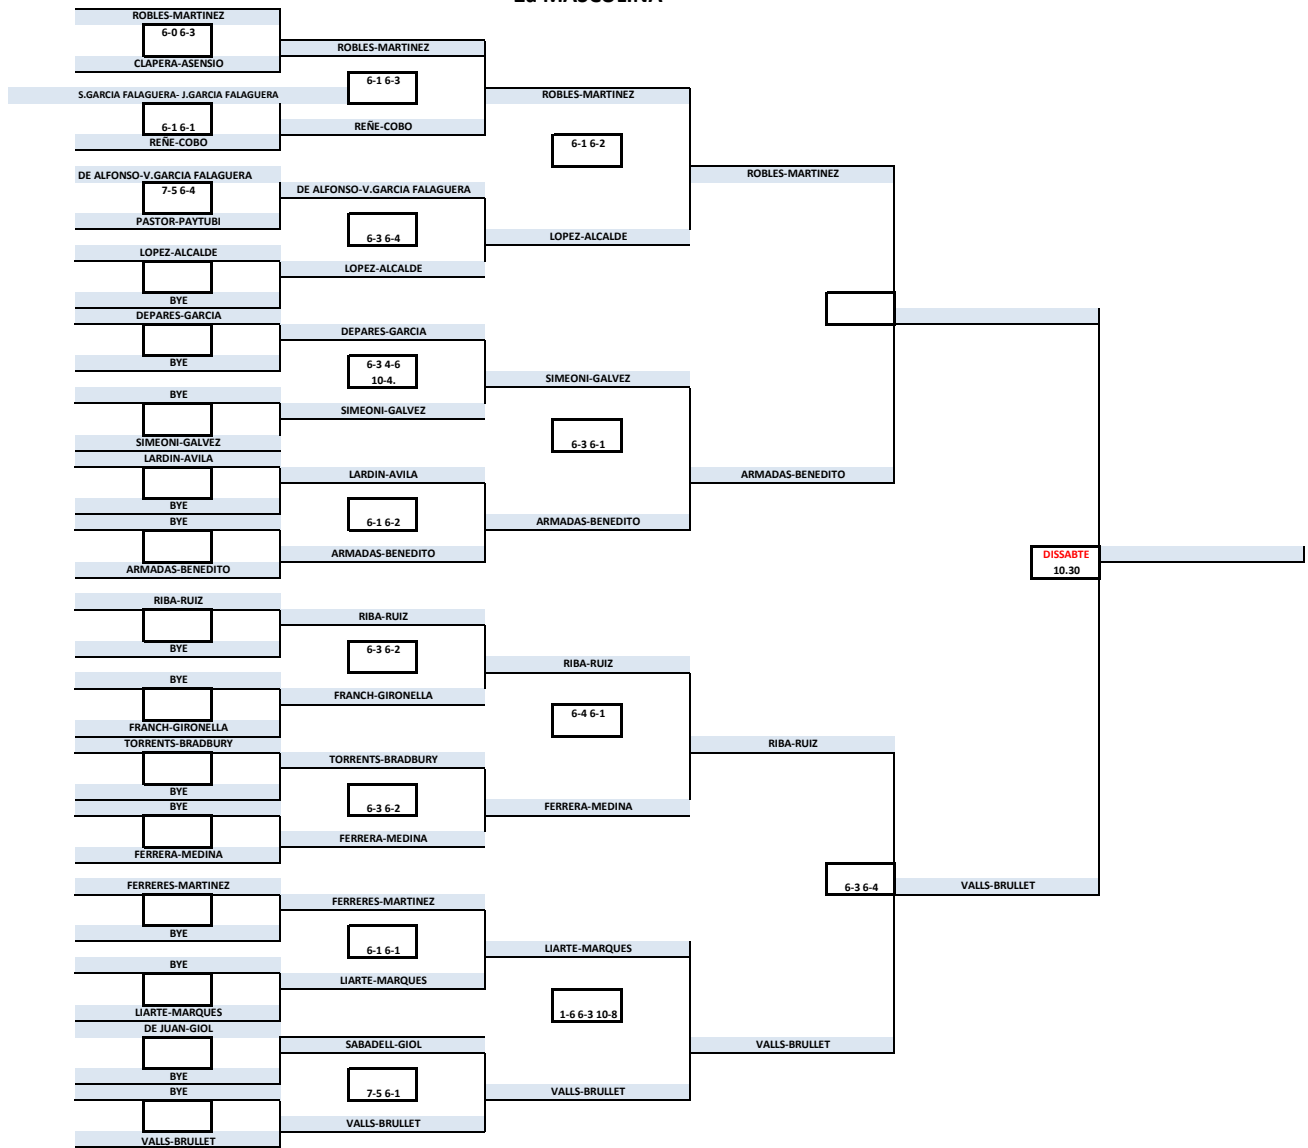 ROBLES-MARTINEZ
6-0 6-3
ROBLES-MARTINEZ
CLAPERA-ASENSIO
6-1 6-3
S.GARCIA FALAGUERA- J.GARCIA FALAGUERA
ROBLES-MARTINEZ
6-1 6-1
REÑE-COBO
REÑE-COBO
6-1 6-2
DE ALFONSO-V.GARCIA FALAGUERA
ROBLES-MARTINEZ
7-5 6-4
DE ALFONSO-V.GARCIA FALAGUERA
PASTOR-PAYTUBI
6-3 6-4
LOPEZ-ALCALDE
LOPEZ-ALCALDE
LOPEZ-ALCALDE
BYE
DEPARES-GARCIA
DEPARES-GARCIA
BYE
6-3 4-6
10-4.
SIMEONI-GALVEZ
BYE
SIMEONI-GALVEZ
SIMEONI-GALVEZ
6-3 6-1
LARDIN-AVILA
LARDIN-AVILA
ARMADAS-BENEDITO
BYE
BYE
6-1 6-2
ARMADAS-BENEDITO
ARMADAS-BENEDITO
ARMADAS-BENEDITO
DISSABTE
10.30
RIBA-RUIZ
RIBA-RUIZ
BYE
6-3 6-2
RIBA-RUIZ
BYE
FRANCH-GIRONELLA
6-4 6-1
FRANCH-GIRONELLA
TORRENTS-BRADBURY
RIBA-RUIZ
TORRENTS-BRADBURY
BYE
BYE
6-3 6-2
FERRERA-MEDINA
FERRERA-MEDINA
FERRERA-MEDINA
FERRERES-MARTINEZ
6-3 6-4
VALLS-BRULLET
FERRERES-MARTINEZ
BYE
6-1 6-1
LIARTE-MARQUES
BYE
LIARTE-MARQUES
LIARTE-MARQUES
1-6 6-3 10-8
DE JUAN-GIOL
SABADELL-GIOL
VALLS-BRULLET
BYE
BYE
7-5 6-1
VALLS-BRULLET
VALLS-BRULLET
VALLS-BRULLET